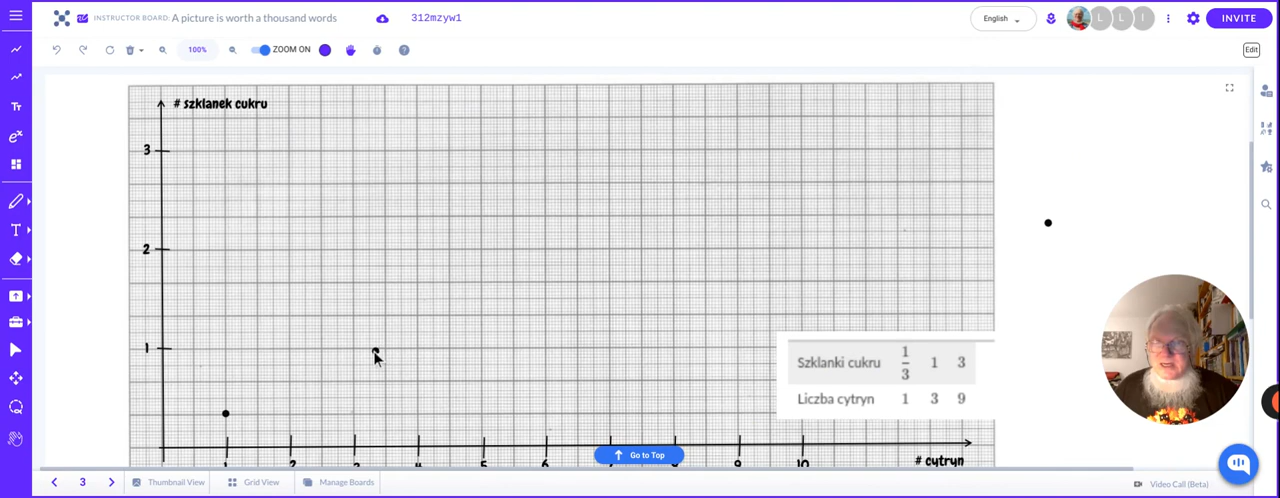 INSTRUCTOR BOARD: A picture is worth a thousand words
312mzyw1
English
L
L
I
INVITE
100%
ZOOM ON
Edit
# szklanek cukru
3
2
1
Szklanki cukru 1/3 1 3
Liczba cytryn 1 3 9
1 2 3 4 5 6 7 8 9 10
# cytryn
Go to Top
3
Thumbnail View
Grid View
Manage Boards
Video Call (Beta)